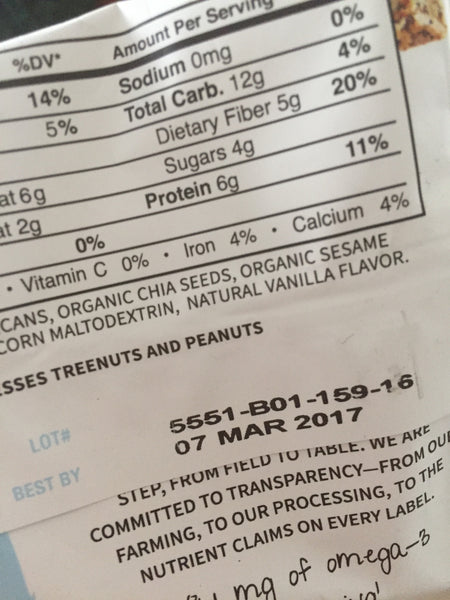 %DV* Amount Per Serving
14% Sodium 0mg 0%
5% Total Carb. 12g 4%
Dietary Fiber 5g 20%
6g Sugars 4g
2g Protein 6g 11%
0%
• Vitamin C 0% • Iron 4% • Calcium 4%
ORGANIC CHIA SEEDS, ORGANIC SESAME
CORN MALTODEXTRIN, NATURAL VANILLA FLAVOR.
TREENUTS AND PEANUTS
LOT# 5551-B01-159-16
BEST BY 07 MAR 2017
STEP, FROM FIELD TO TABLE. WE ARE
COMMITTED TO TRANSPARENCY—FROM OUR
FARMING, TO OUR PROCESSING, TO THE
NUTRIENT CLAIMS ON EVERY LABEL.
mg of omega-3